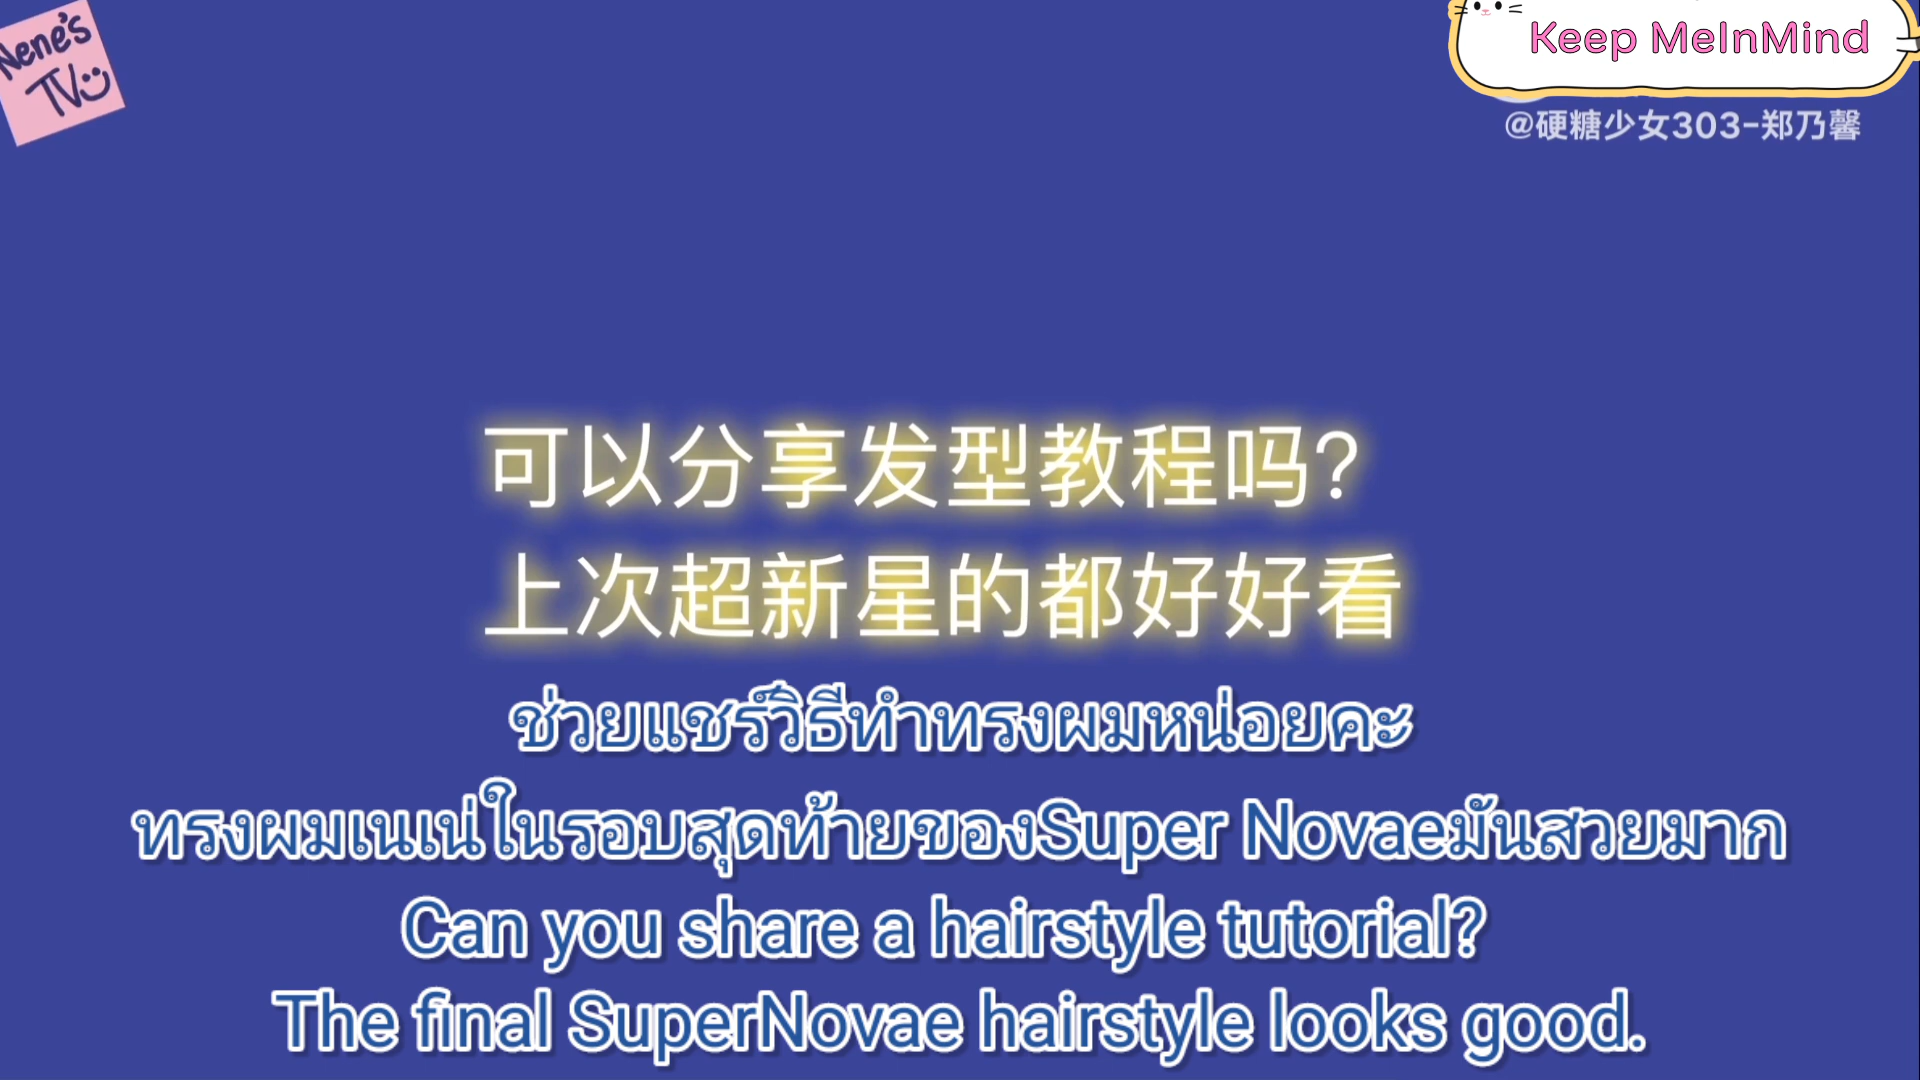 Nene's
TV
Keep MeInMind
@硬糖少女303-郑乃馨
可以分享发型教程吗?
上次超新星的都好好看
ช่วยแชร์วิธีทำทรงผมหน่อยคะ
ทรงผมเนเน่ในรอบสุดท้ายของSuper Novaeมันสวยมาก
Can you share a hairstyle tutorial?
The final SuperNovae hairstyle looks good.